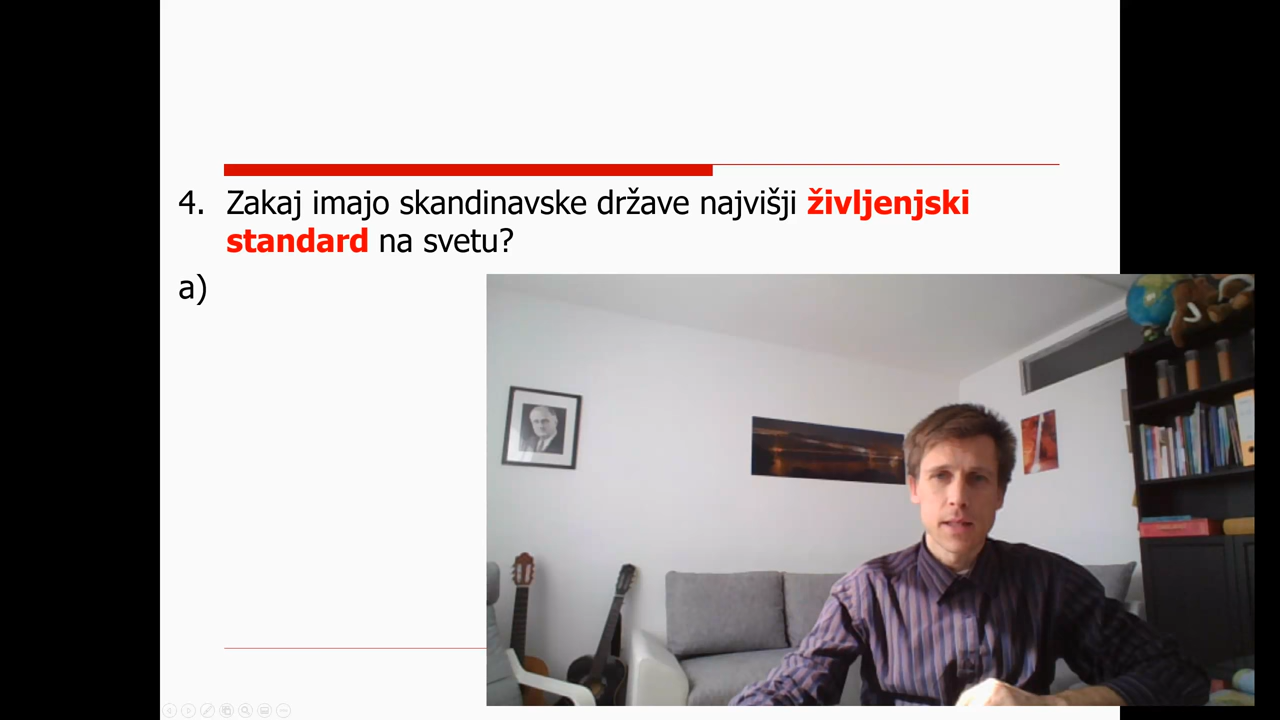 4. Zakaj imajo skandinavske države najvišji življenjski
standard na svetu?
a)